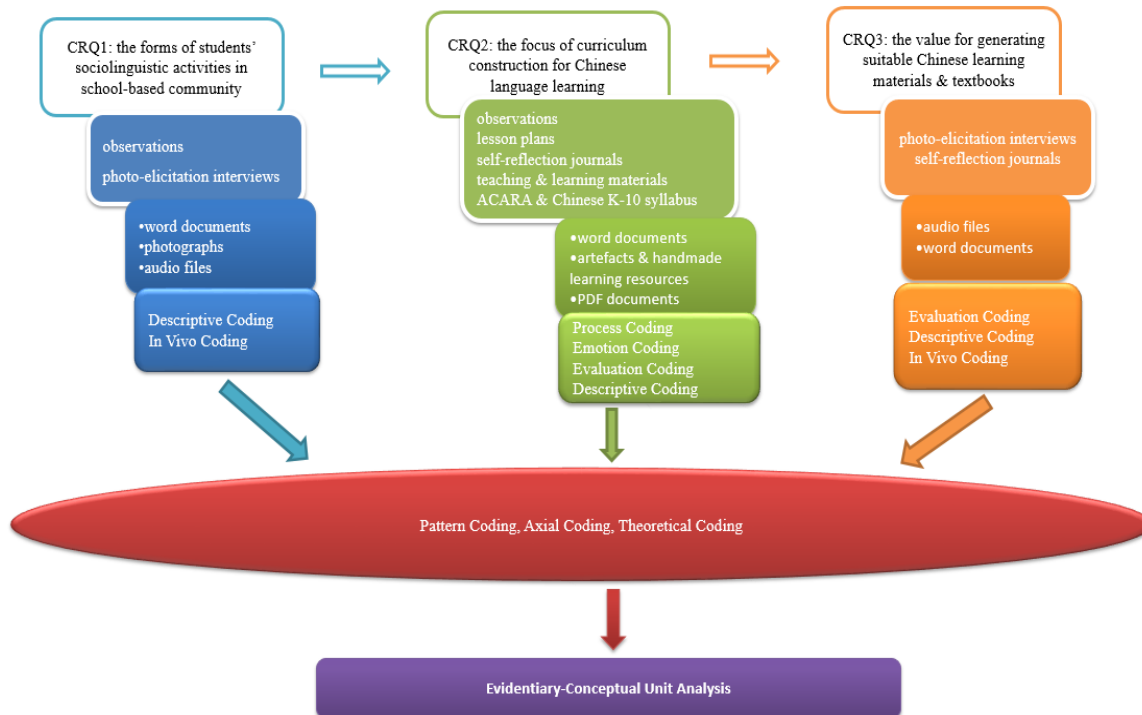 CRQ1: the forms of students’
sociolinguistic activities in
school-based community
observations
photo-elicitation interviews
•word documents
•photographs
•audio files
Descriptive Coding
In Vivo Coding
CRQ2: the focus of curriculum
construction for Chinese
language learning
observations
lesson plans
self-reflection journals
teaching & learning materials
ACARA & Chinese K-10 syllabus
•word documents
•artefacts & handmade
learning resources
•PDF documents
Process Coding
Emotion Coding
Evaluation Coding
Descriptive Coding
CRQ3: the value for generating
suitable Chinese learning
materials & textbooks
photo-elicitation interviews
self-reflection journals
•audio files
•word documents
Evaluation Coding
Descriptive Coding
In Vivo Coding
Pattern Coding, Axial Coding, Theoretical Coding
Evidentiary-Conceptual Unit Analysis